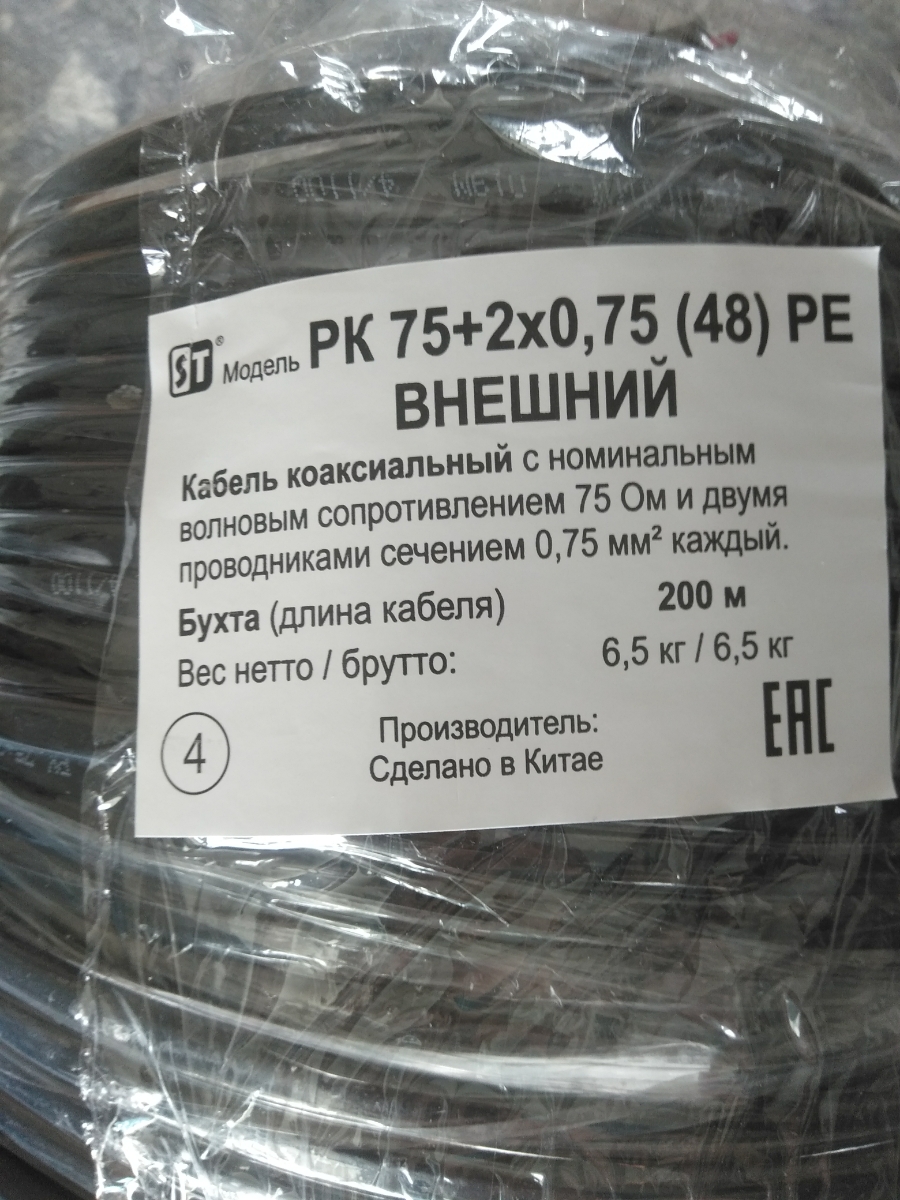 ST® Модель РК 75+2х0,75 (48) РЕ
ВНЕШНИЙ
Кабель коаксиальный с номинальным
волновым сопротивлением 75 Ом и двумя
проводниками сечением 0,75 мм² каждый.
Бухта (длина кабеля) 200 м
Вес нетто / брутто: 6,5 кг / 6,5 кг
4
Производитель:
Сделано в Китае
EAC